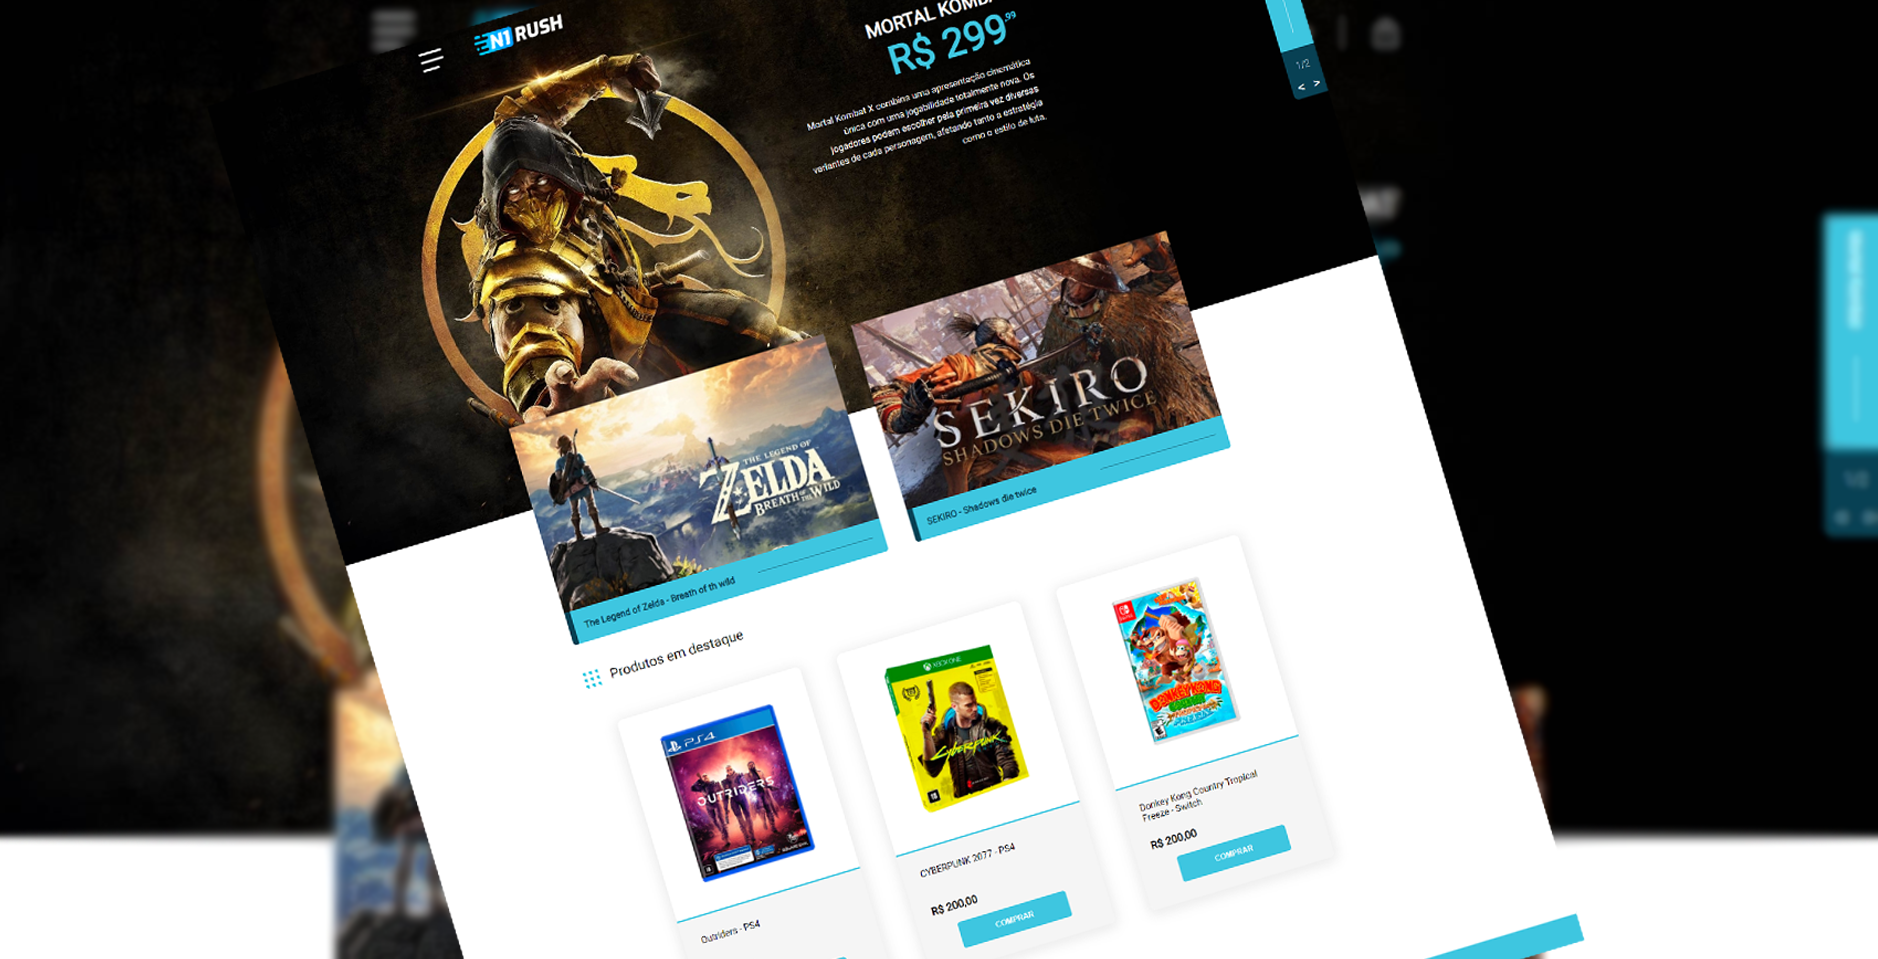 N1 RUSH
MORTAL KOMBA
R$ 299,99
Mortal Kombat X combina uma apresentação cinemática
única com uma jogabilidade totalmente nova. Os
jogadores podem escolher pela primeira vez diversas
variantes de cada personagem, afetando tanto a estratégia
como o estilo de luta.
1/2
< >
THE LEGEND OF
ZELDA
BREATH OF THE WILD
The Legend of Zelda - Breath of th wild
SEKIRO
SHADOWS DIE TWICE
SEKIRO - Shadows die twice
Produtos em destaque
PS4
OUTRIDERS
Outriders - PS4
XBOX ONE
Cyberpunk
CYBERPUNK 2077 - PS4
R$ 200,00
COMPRAR
DONKEY KONG
COUNTRY
Donkey Kong Country Tropical
Freeze - Switch
R$ 200,00
COMPRAR